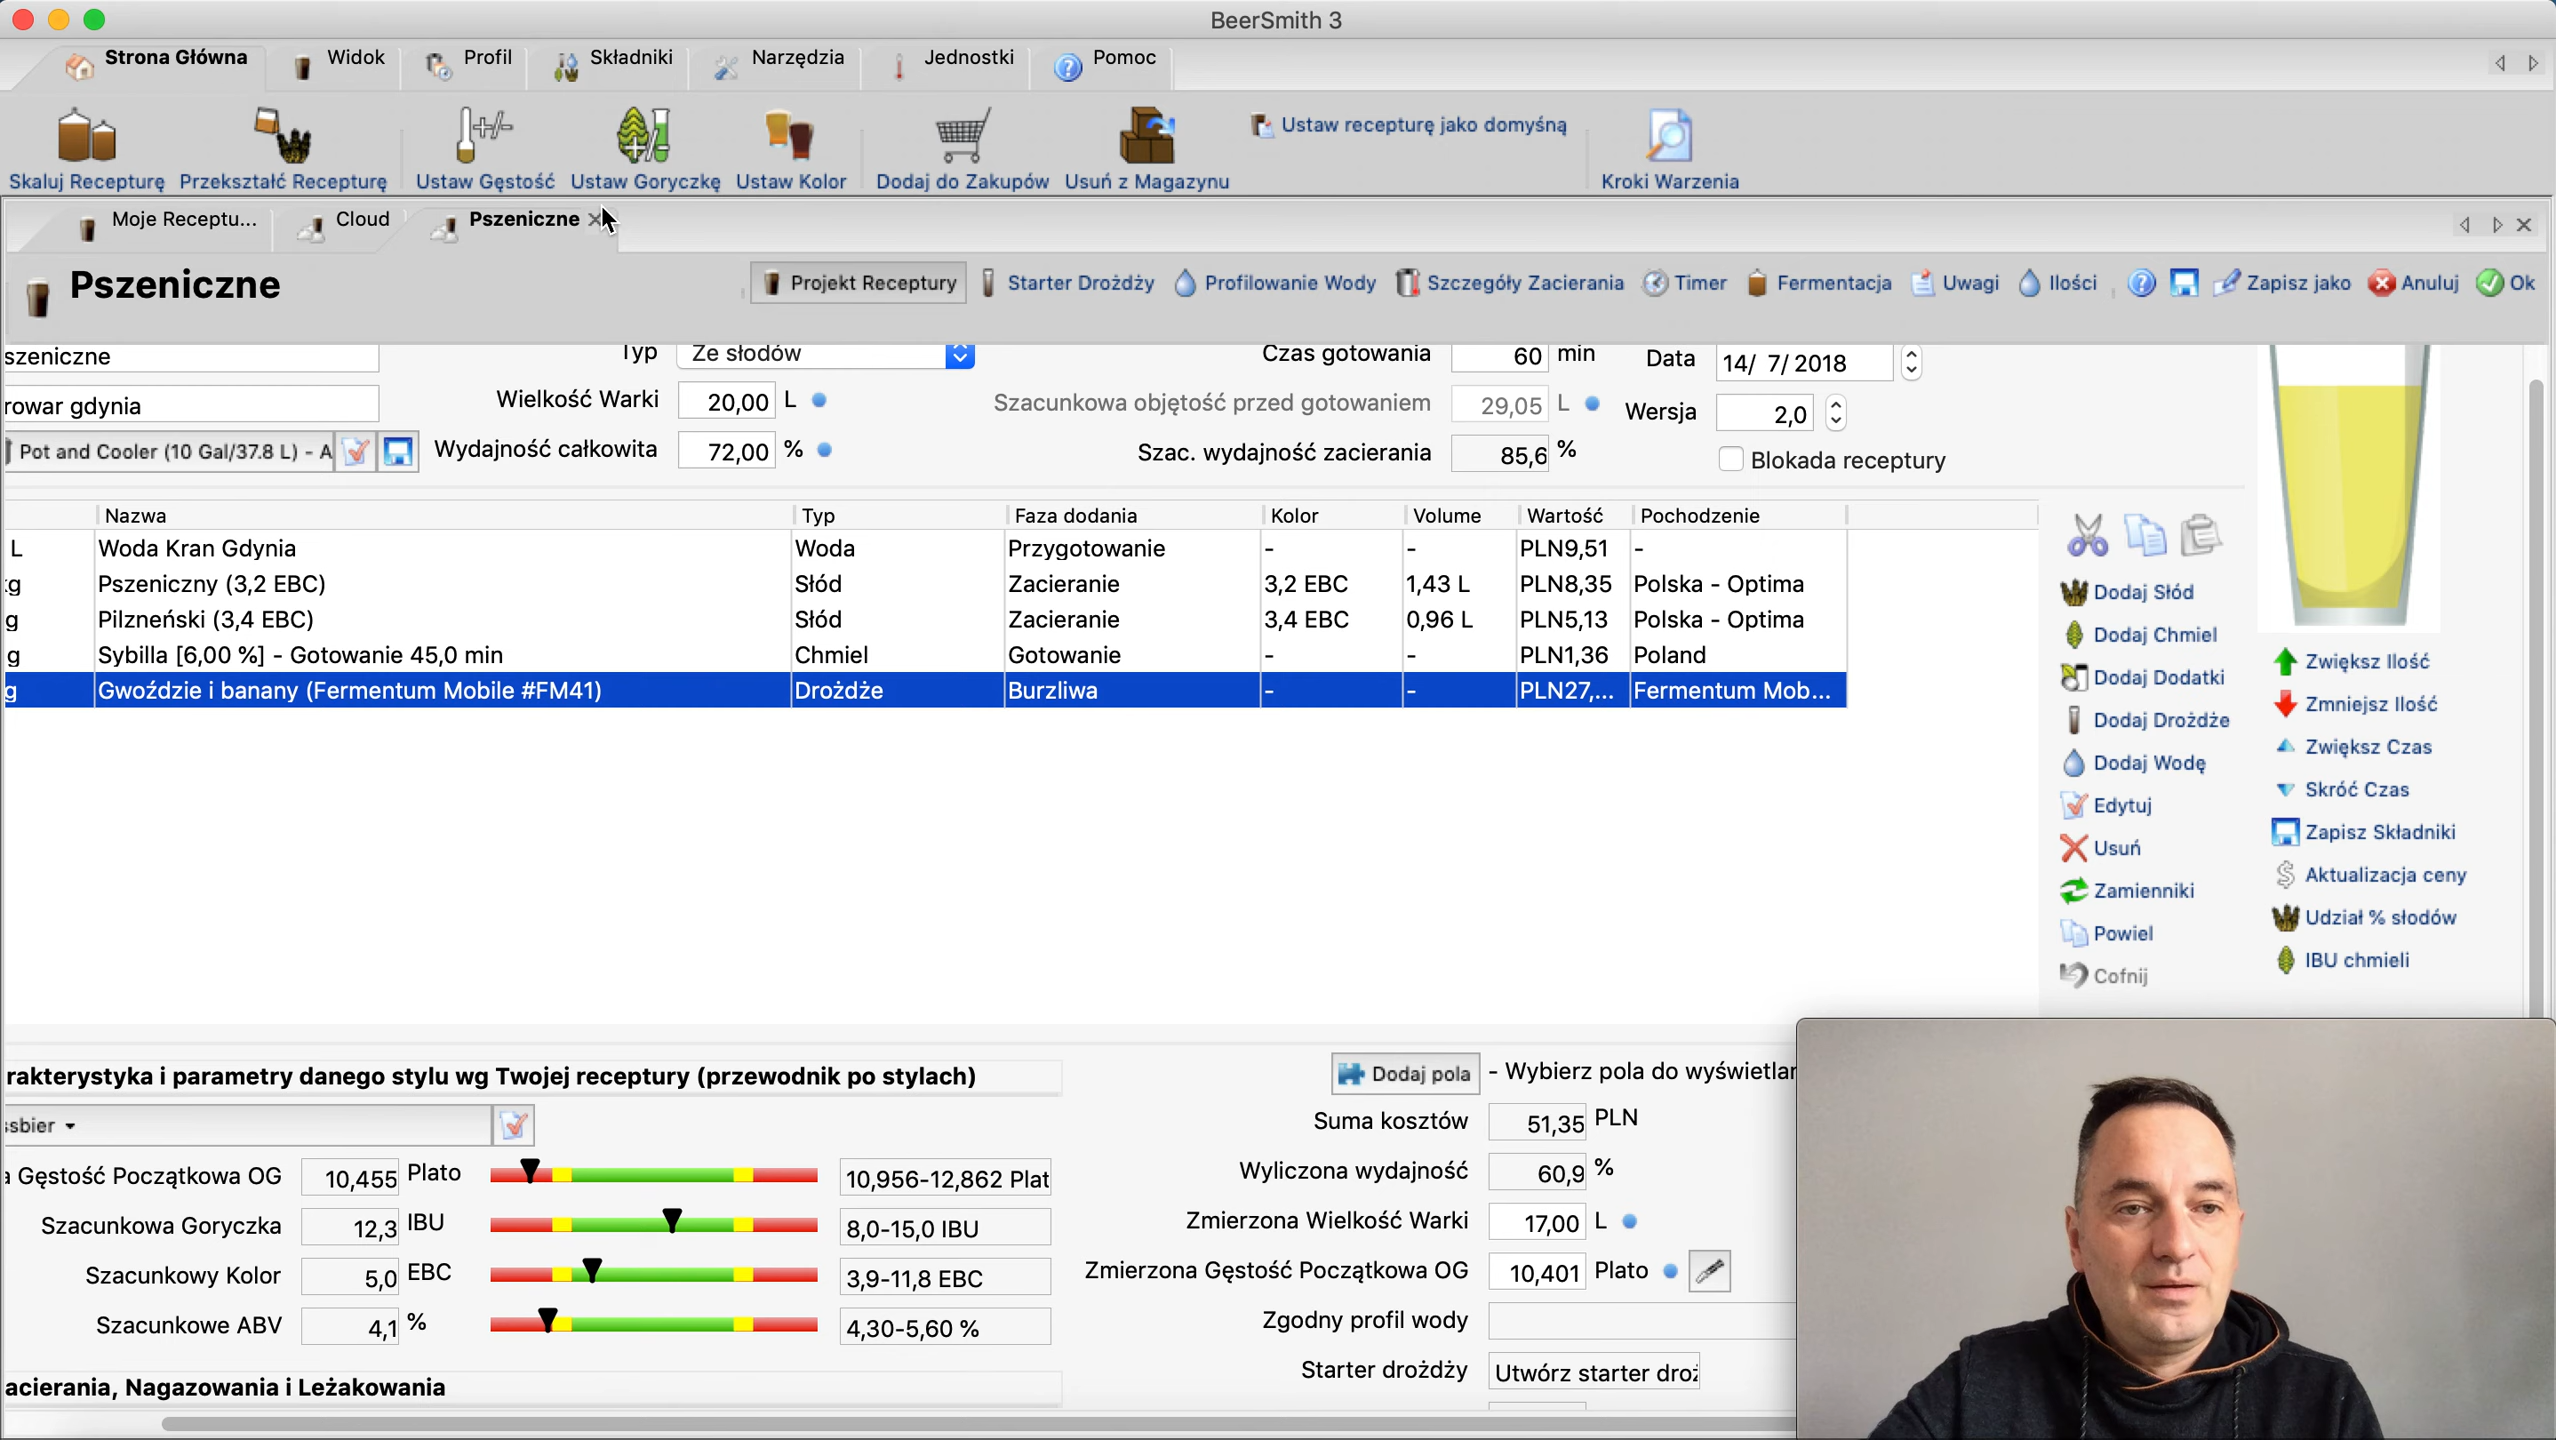 BeerSmith 3
Strona Główna Widok Profil Składniki Narzędzia Jednostki Pomoc
Skaluj Recepturę Przekształć Recepturę Ustaw Gęstość Ustaw Goryczkę Ustaw Kolor Dodaj do Zakupów Usuń z Magazynu Ustaw recepturę jako domyśną Kroki Warzenia
Moje Receptu... Cloud Pszeniczne
Pszeniczne Projekt Receptury Starter Drożdży Profilowanie Wody Szczegóły Zacierania Timer Fermentacja Uwagi Ilości Zapisz jako Anuluj Ok
szeniczne Typ Ze słodów Czas gotowania 60 min Data 14/ 7/ 2018
rowar gdynia Wielkość Warki 20,00 L Szacunkowa objętość przed gotowaniem 29,05 L Wersja 2,0
Pot and Cooler (10 Gal/37.8 L) - A Wydajność całkowita 72,00 % Szac. wydajność zacierania 85,6 % Blokada receptury
Nazwa Typ Faza dodania Kolor Volume Wartość Pochodzenie
L Woda Kran Gdynia Woda Przygotowanie - - PLN9,51 -
kg Pszeniczny (3,2 EBC) Słód Zacieranie 3,2 EBC 1,43 L PLN8,35 Polska - Optima
g Pilzneński (3,4 EBC) Słód Zacieranie 3,4 EBC 0,96 L PLN5,13 Polska - Optima
g Sybilla [6,00 %] - Gotowanie 45,0 min Chmiel Gotowanie - - PLN1,36 Poland
g Gwoździe i banany (Fermentum Mobile #FM41) Drożdże Burzliwa - - PLN27,... Fermentum Mob...
Dodaj Słód
Dodaj Chmiel
Dodaj Dodatki
Dodaj Drożdże
Dodaj Wodę
Edytuj
Usuń
Zamienniki
Powiel
Cofnij
Zwiększ Ilość
Zmniejsz Ilość
Zwiększ Czas
Skróć Czas
Zapisz Składniki
Aktualizacja ceny
Udział % słodów
IBU chmieli
rakterystyka i parametry danego stylu wg Twojej receptury (przewodnik po stylach)
ssbier
a Gęstość Początkowa OG 10,455 Plato 10,956-12,862 Plat
Szacunkowa Goryczka 12,3 IBU 8,0-15,0 IBU
Szacunkowy Kolor 5,0 EBC 3,9-11,8 EBC
Szacunkowe ABV 4,1 % 4,30-5,60 %
acierania, Nagazowania i Leżakowania
Dodaj pola - Wybierz pola do wyświetlan
Suma kosztów 51,35 PLN
Wyliczona wydajność 60,9 %
Zmierzona Wielkość Warki 17,00 L
Zmierzona Gęstość Początkowa OG 10,401 Plato
Zgodny profil wody
Starter drożdży Utwórz starter droż